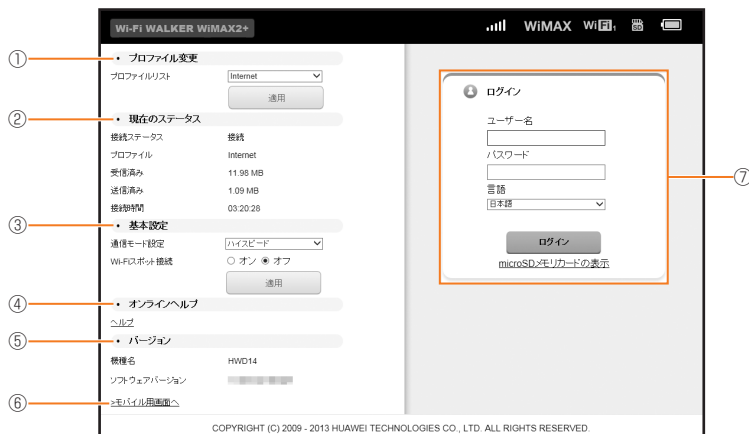 Wi-Fi WALKER WiMAX2+
WiMAX WiFi1 SD
① ・ プロファイル変更
プロファイルリスト Internet
適用
② ・ 現在のステータス
接続ステータス 接続
プロファイル Internet
受信済み 11.98 MB
送信済み 1.09 MB
接続時間 03:20:28
③ ・ 基本設定
通信モード設定 ハイスピード
Wi-Fiスポット接続 オン オフ
適用
④ ・ オンラインヘルプ
ヘルプ
⑤ ・ バージョン
機種名 HWD14
ソフトウェアバージョン
⑥ >モバイル用画面へ
ログイン
ユーザー名
パスワード
⑦
言語
日本語
ログイン
microSDメモリカードの表示
COPYRIGHT (C) 2009 - 2013 HUAWEI TECHNOLOGIES CO., LTD. ALL RIGHTS RESERVED.